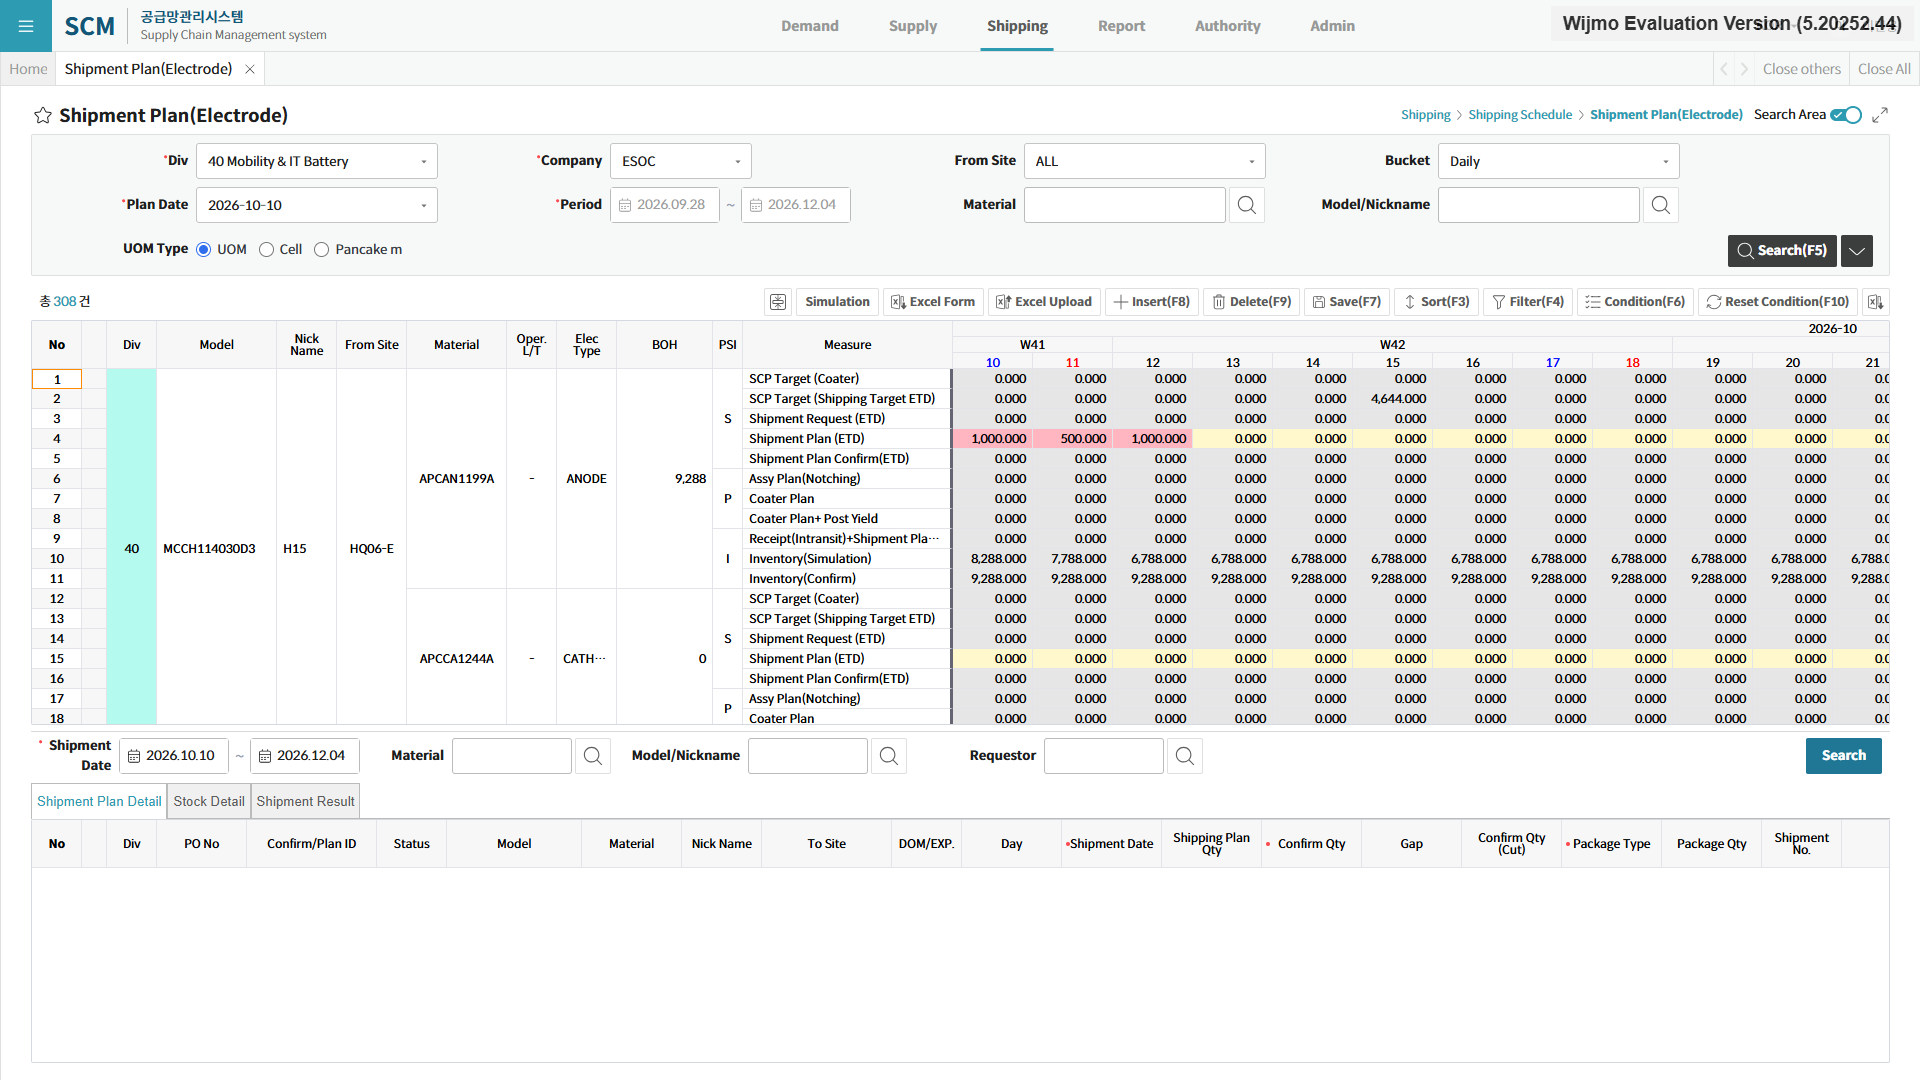 SCM 공급망관리시스템
Supply Chain Management system
Demand Supply Shipping Report Authority Admin
Wijmo Evaluation Version (5.20252.44)
Home Shipment Plan(Electrode) Close others Close All
Shipment Plan(Electrode) Shipping > Shipping Schedule > Shipment Plan(Electrode) Search Area
*Div 40 Mobility & IT Battery *Company ESOC From Site ALL Bucket Daily
*Plan Date 2026-10-10 *Period 2026.09.28 ~ 2026.12.04 Material Model/Nickname
UOM Type UOM Cell Pancake m Search(F5)
총 308 건 Simulation Excel Form Excel Upload Insert(F8) Delete(F9) Save(F7) Sort(F3) Filter(F4) Condition(F6) Reset Condition(F10)
No Div Model Nick Name From Site Material Oper. L/T Elec Type BOH PSI Measure 2026-10
W41 W42
10 11 12 13 14 15 16 17 18 19 20 21
40 MCCH114030D3 H15 HQ06-E
APCAN1199A - ANODE 9,288
S
1 SCP Target (Coater) 0.000 0.000 0.000 0.000 0.000 0.000 0.000 0.000 0.000 0.000 0.000
2 SCP Target (Shipping Target ETD) 0.000 0.000 0.000 0.000 0.000 4,644.000 0.000 0.000 0.000 0.000 0.000
3 Shipment Request (ETD) 0.000 0.000 0.000 0.000 0.000 0.000 0.000 0.000 0.000 0.000 0.000
4 Shipment Plan (ETD) 1,000.000 500.000 1,000.000 0.000 0.000 0.000 0.000 0.000 0.000 0.000 0.000
5 Shipment Plan Confirm(ETD) 0.000 0.000 0.000 0.000 0.000 0.000 0.000 0.000 0.000 0.000 0.000
P
6 Assy Plan(Notching) 0.000 0.000 0.000 0.000 0.000 0.000 0.000 0.000 0.000 0.000 0.000
7 Coater Plan 0.000 0.000 0.000 0.000 0.000 0.000 0.000 0.000 0.000 0.000 0.000
8 Coater Plan+ Post Yield 0.000 0.000 0.000 0.000 0.000 0.000 0.000 0.000 0.000 0.000 0.000
I
9 Receipt(Intransit)+Shipment Pla··· 0.000 0.000 0.000 0.000 0.000 0.000 0.000 0.000 0.000 0.000 0.000
10 Inventory(Simulation) 8,288.000 7,788.000 6,788.000 6,788.000 6,788.000 6,788.000 6,788.000 6,788.000 6,788.000 6,788.000 6,788.000
11 Inventory(Confirm) 9,288.000 9,288.000 9,288.000 9,288.000 9,288.000 9,288.000 9,288.000 9,288.000 9,288.000 9,288.000 9,288.000
APCCA1244A - CATH··· 0
S
12 SCP Target (Coater) 0.000 0.000 0.000 0.000 0.000 0.000 0.000 0.000 0.000 0.000 0.000
13 SCP Target (Shipping Target ETD) 0.000 0.000 0.000 0.000 0.000 0.000 0.000 0.000 0.000 0.000 0.000
14 Shipment Request (ETD) 0.000 0.000 0.000 0.000 0.000 0.000 0.000 0.000 0.000 0.000 0.000
15 Shipment Plan (ETD) 0.000 0.000 0.000 0.000 0.000 0.000 0.000 0.000 0.000 0.000 0.000
16 Shipment Plan Confirm(ETD) 0.000 0.000 0.000 0.000 0.000 0.000 0.000 0.000 0.000 0.000 0.000
P
17 Assy Plan(Notching) 0.000 0.000 0.000 0.000 0.000 0.000 0.000 0.000 0.000 0.000 0.000
18 Coater Plan 0.000 0.000 0.000 0.000 0.000 0.000 0.000 0.000 0.000 0.000 0.000
* Shipment Date 2026.10.10 ~ 2026.12.04 Material Model/Nickname Requestor Search
Shipment Plan Detail Stock Detail Shipment Result
No Div PO No Confirm/Plan ID Status Model Material Nick Name To Site DOM/EXP. Day •Shipment Date Shipping Plan Qty • Confirm Qty Gap Confirm Qty (Cut) • Package Type Package Qty Shipment No.